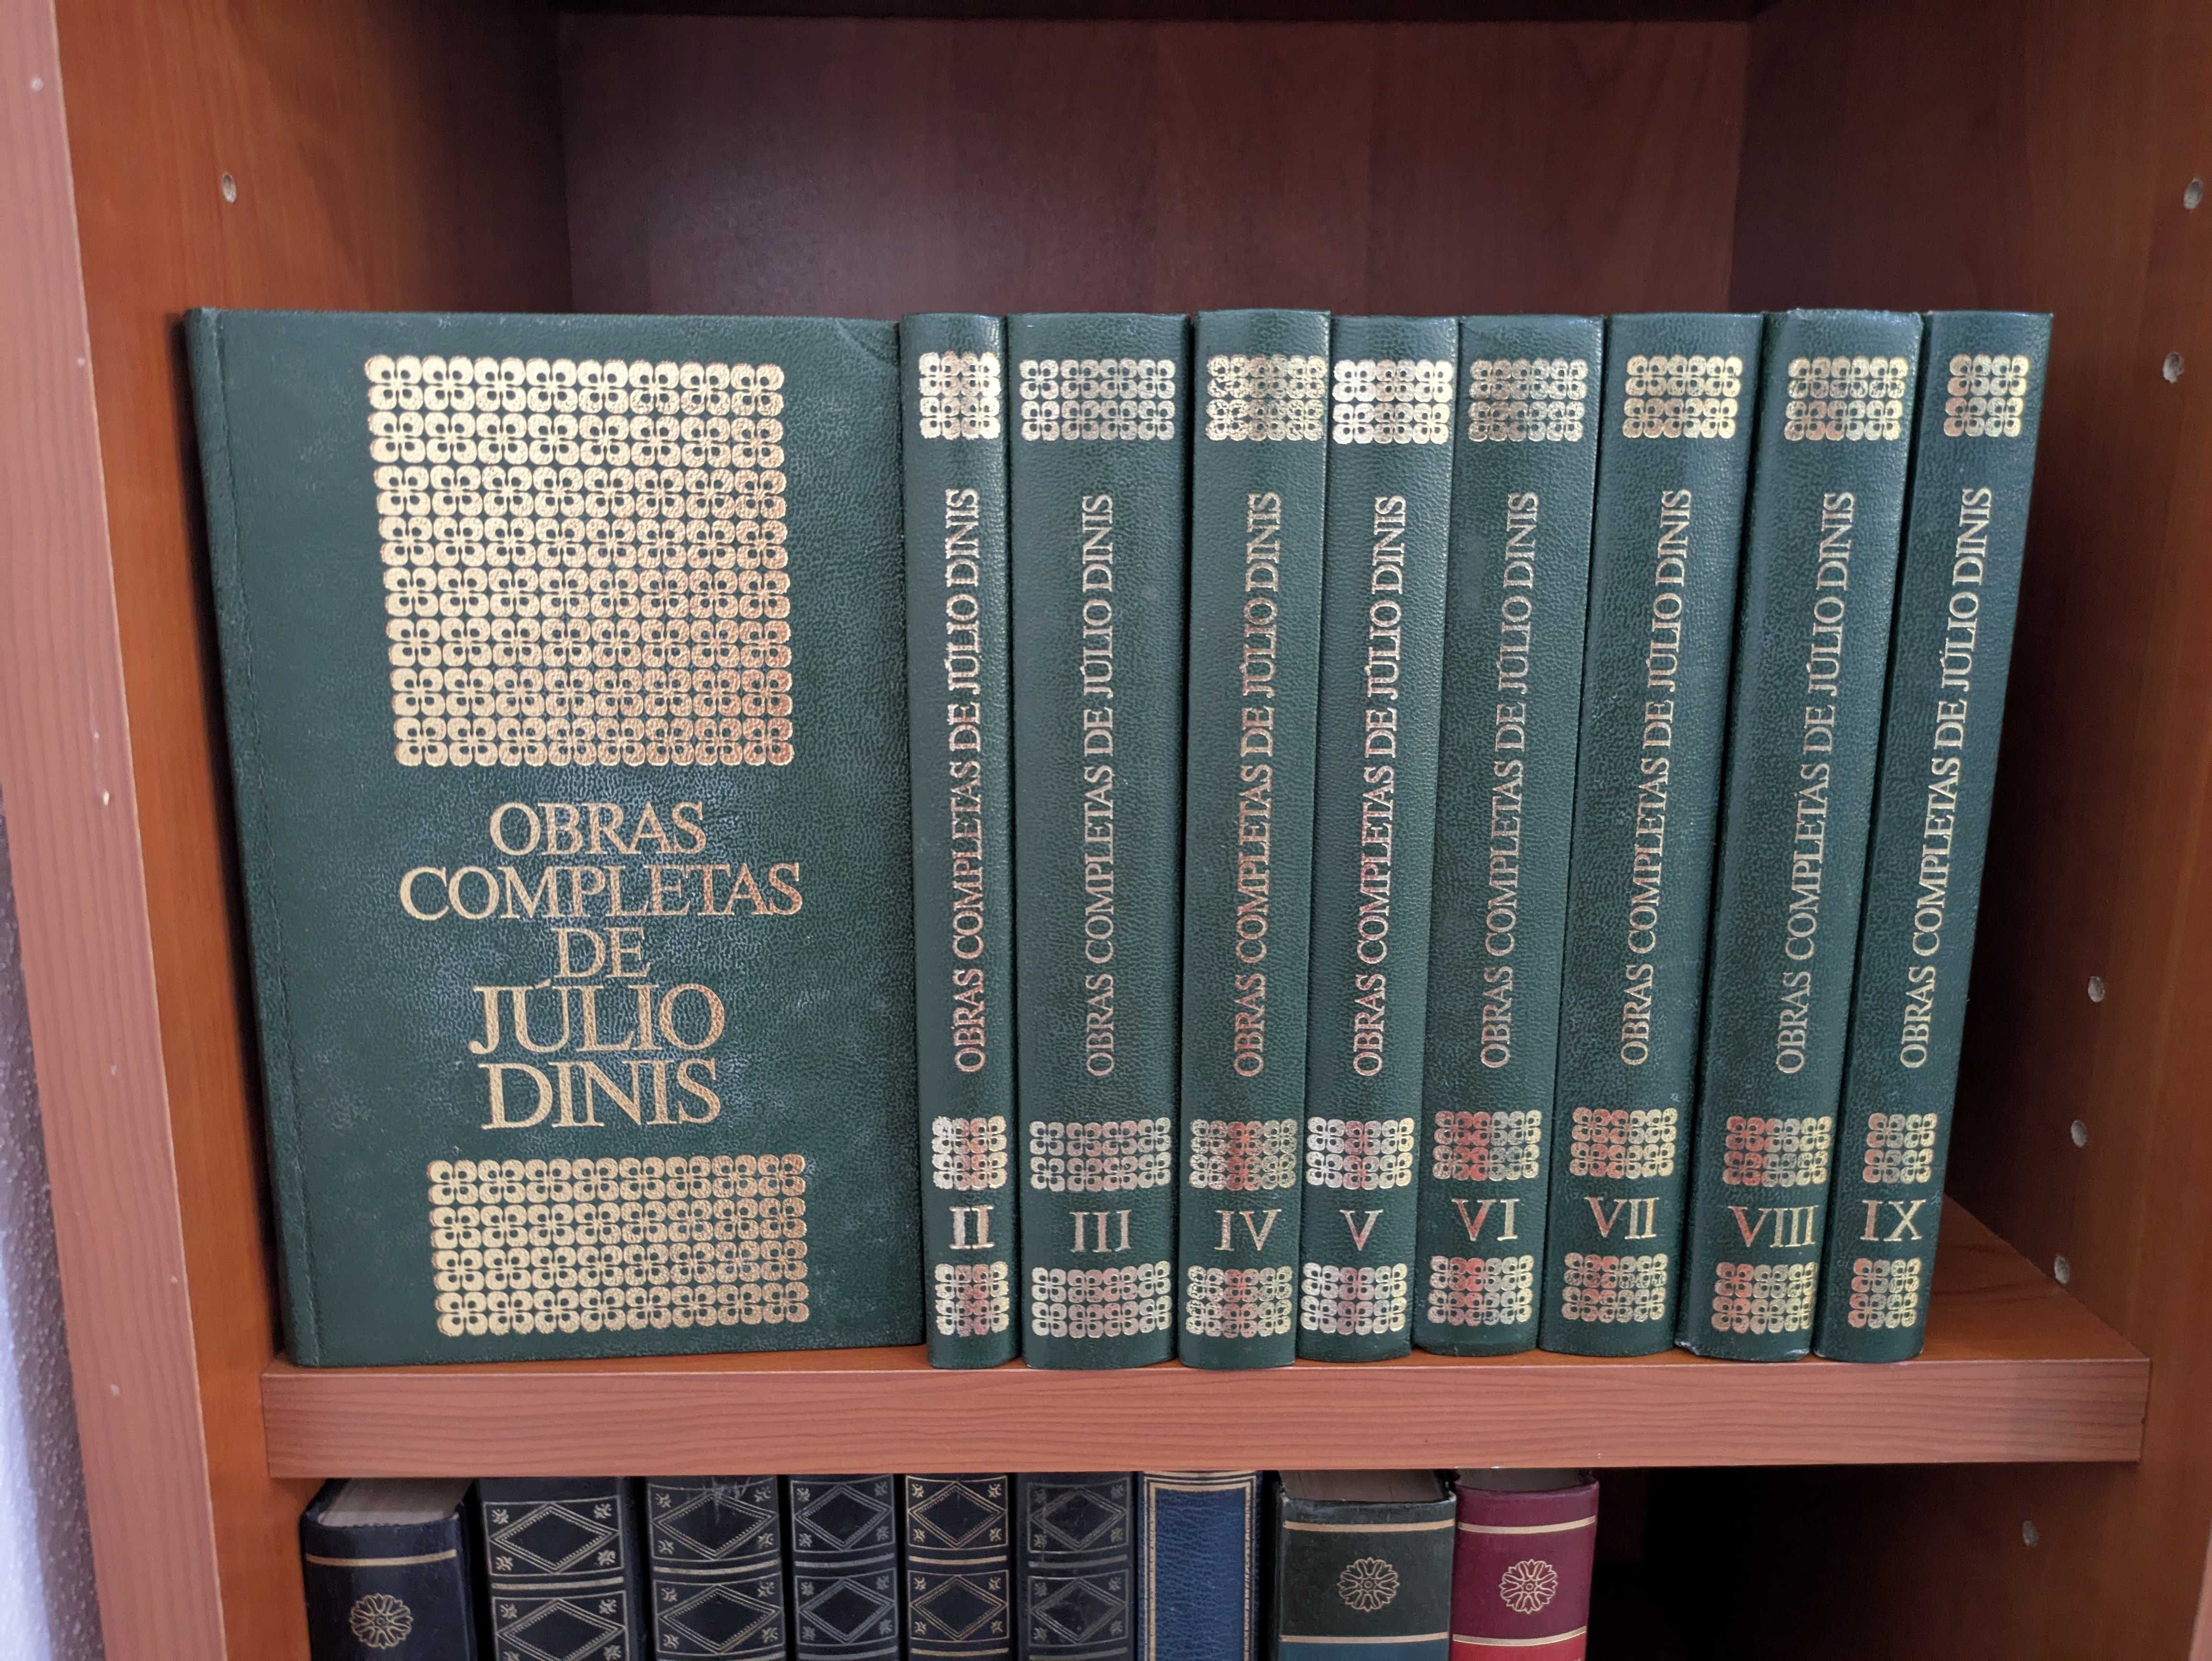 OBRAS
COMPLETAS
DE
JÚLIO
DINIS
OBRAS COMPLETAS DE JÚLIO DINIS
II
OBRAS COMPLETAS DE JÚLIO DINIS
III
OBRAS COMPLETAS DE JÚLIO DINIS
IV
OBRAS COMPLETAS DE JÚLIO DINIS
V
OBRAS COMPLETAS DE JÚLIO DINIS
VI
OBRAS COMPLETAS DE JÚLIO DINIS
VII
OBRAS COMPLETAS DE JÚLIO DINIS
VIII
OBRAS COMPLETAS DE JÚLIO DINIS
IX